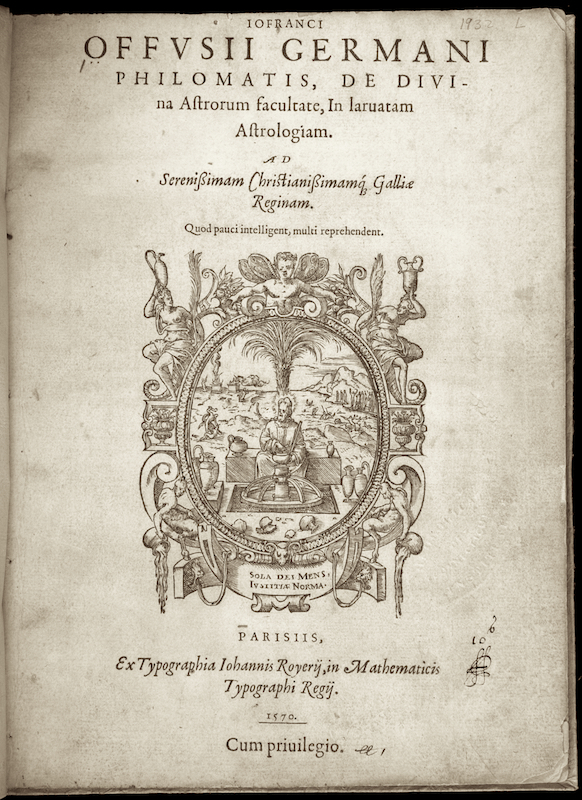 IOFRANCI
1932 L
OFFVSII GERMANI
PHILOMATIS, DE DIVI-
na Aſtrorum facultate, In laruatam
Aſtrologiam.
AD
Sereniſsimam Chriſtianiſsimamq́; Galliæ
Reginam.
Quod pauci intelligent, multi reprehendent.
SOLA DEI MENS,
IVSTITIÆ NORMA.
PARISIIS,
Ex Typographia Iohannis Royerij, in Mathematicis
Typographi Regij.
1570.
Cum priuilegio.